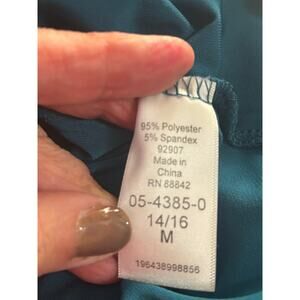 95% Polyester
5% Spandex
92907
Made in
China
RN 88842
05-4385-0
14/16
M
196438998856